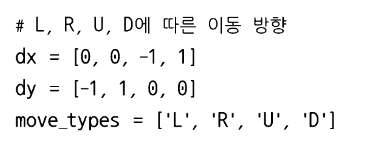 # L, R, U, D에 따른 이동 방향
dx = [0, 0, -1, 1]
dy = [-1, 1, 0, 0]
move_types = ['L', 'R', 'U', 'D']